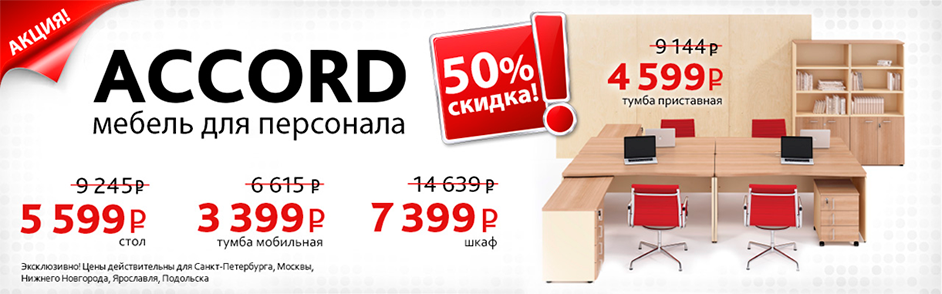 АКЦИЯ!
ACCORD
мебель для персонала
50%
скидка!
9 144 ₽
4 599 ₽
тумба приставная
9 245 ₽
5 599 ₽
стол
6 615 ₽
3 399 ₽
тумба мобильная
14 639 ₽
7 399 ₽
шкаф
Эксклюзивно! Цены действительны для Санкт-Петербурга, Москвы,
Нижнего Новгорода, Ярославля, Подольска